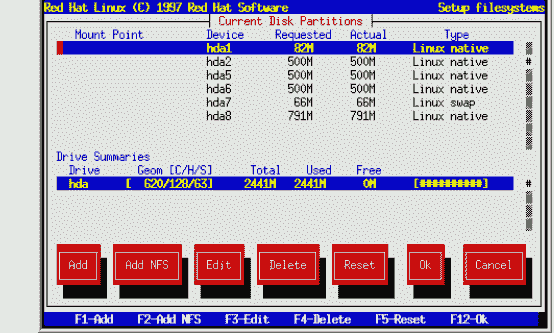 Red Hat Linux (C) 1997 Red Hat Software Setup filesystems
Current Disk Partitions
Mount Point Device Requested Actual Type
hda1 82M 82M Linux native
hda2 500M 500M Linux native
hda5 500M 500M Linux native
hda6 500M 500M Linux native
hda7 66M 66M Linux swap
hda8 791M 791M Linux native
Drive Summaries
Drive Geom [C/H/S] Total Used Free
hda [ 620/128/63] 2441M 2441M 0M [##########]
Add Add NFS Edit Delete Reset Ok Cancel
F1-Add F2-Add NFS F3-Edit F4-Delete F5-Reset F12-Ok